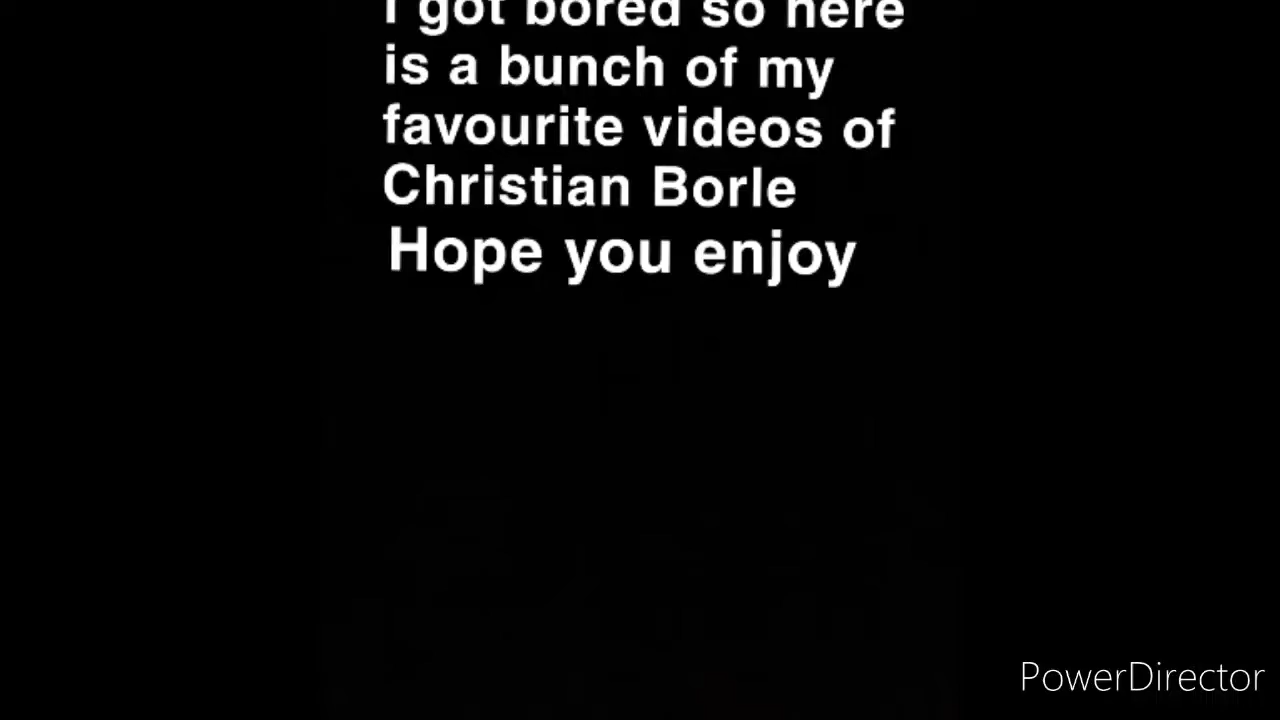 I got bored so here
is a bunch of my
favourite videos of
Christian Borle
Hope you enjoy
PowerDirector